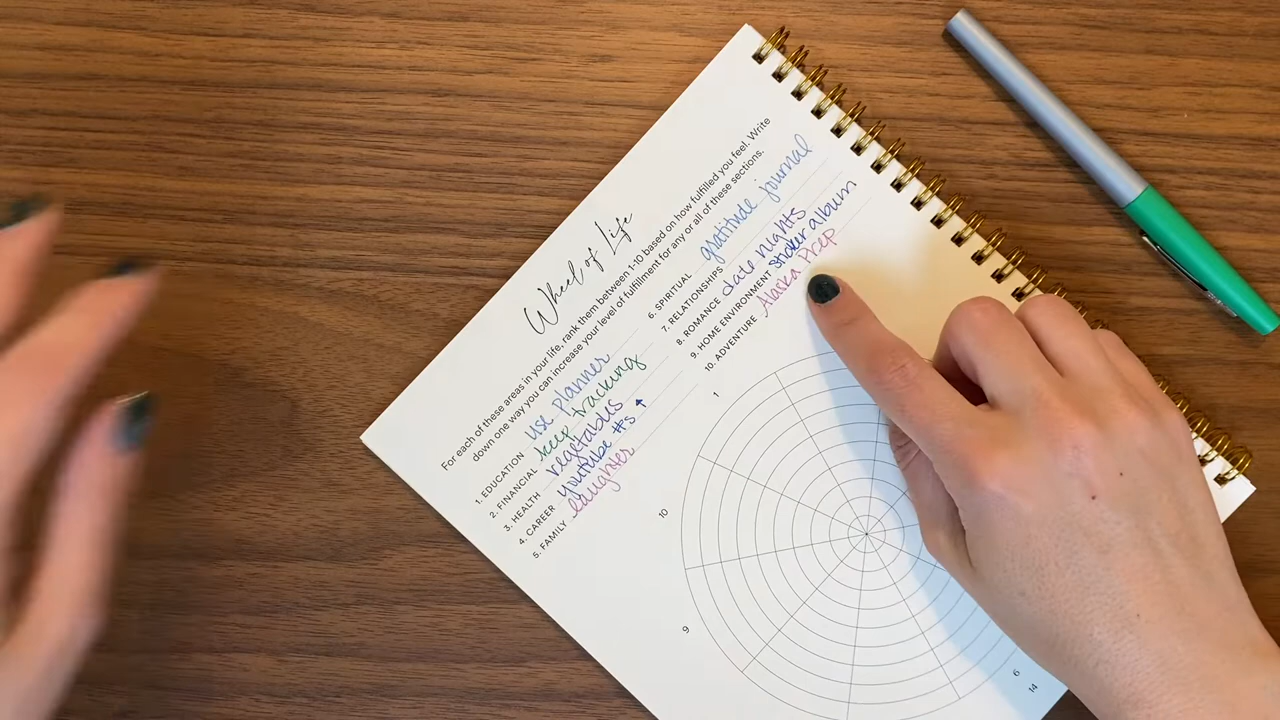 Wheel of Life
For each of these areas in your life, rank them between 1-10 based on how fulfilled you feel. Write
down one way you can increase your level of fulfillment for any or all of these sections.
1. EDUCATION use planner
2. FINANCIAL keep tracking
3. HEALTH vegetables
4. CAREER youtube #s ↑
5. FAMILY laughter
6. SPIRITUAL gratitude journal
7. RELATIONSHIPS
8. ROMANCE date nights
9. HOME ENVIRONMENT sticker album
10. ADVENTURE Alaska Prep
1
10
9
6
14